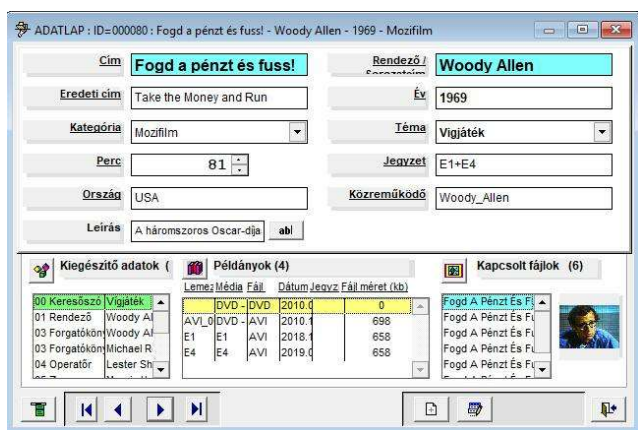 ADATLAP : ID=000080 : Fogd a pénzt és fuss! - Woody Allen - 1969 - Mozifilm
Cím Fogd a pénzt és fuss! Rendező / Woody Allen
Eredeti cím Take the Money and Run Év 1969
Kategória Mozifilm Téma Vigjáték
Perc 81 Jegyzet E1+E4
Ország USA Közreműködő Woody_Allen
Leírás A háromszoros Oscar-díja abl
Kiegészitő adatok ( Példányok (4) Kapcsolt fájlok (6)
Lemez Média Fájl Dátum Jegyz Fájl méret (kb)
00 Keresőszó Vígjáték DVD - DVD 2010.0 0 Fogd A Pénzt És F
01 Rendező Woody Al AVI_0 DVD - AVI 2010.1 698 Fogd A Pénzt És Fu
03 Forgatókön Woody Al E1 E1 AVI 2018.1 658 Fogd A Pénzt És Fu
03 Forgatókön Michael R E4 E4 AVI 2019.0 658 Fogd A Pénzt És Fu
04 Operatőr Lester Sh Fogd A Pénzt És Fu